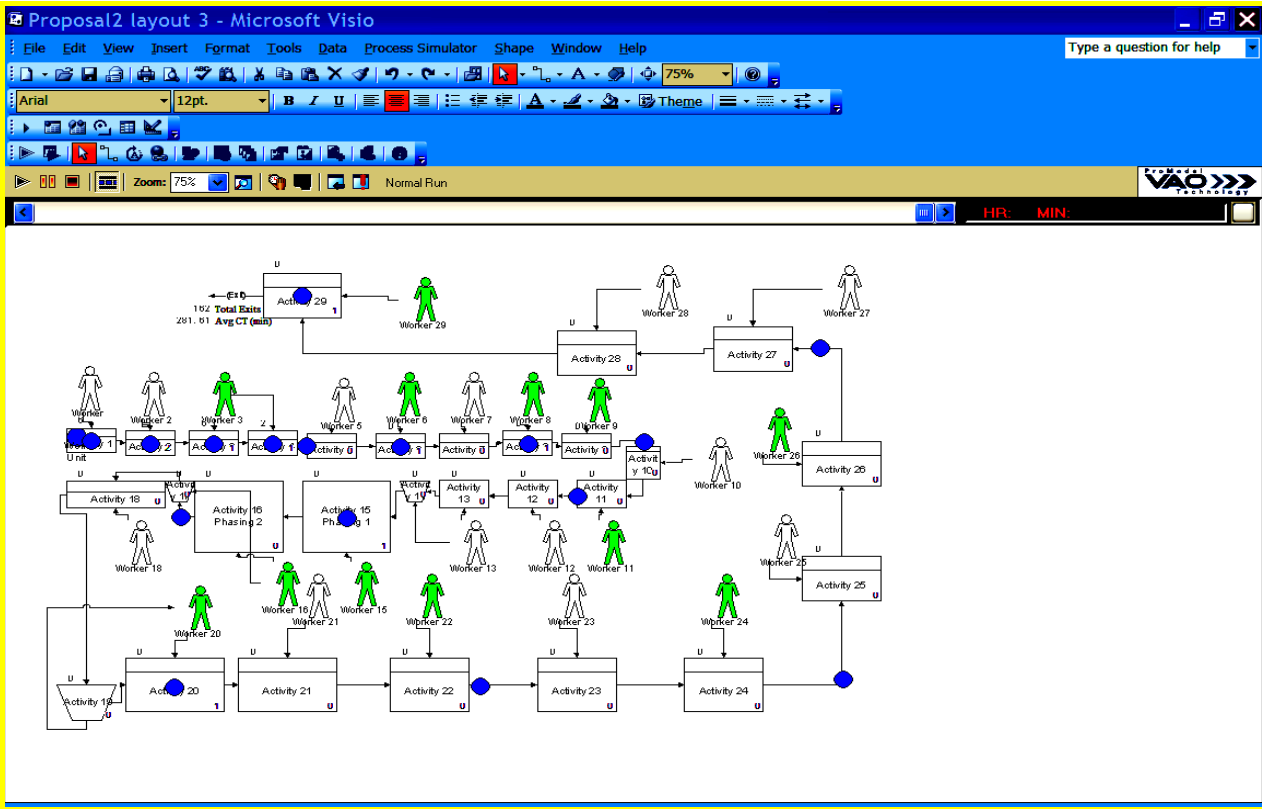 Proposal2 layout 3 - Microsoft Visio
File Edit View Insert Format Tools Data Process Simulator Shape Window Help
Type a question for help
75%
Arial 12pt. B I U Theme
Zoom: 75% Normal Run
ProModel
VAO
Technology
HR: MIN:
Activity 29
(Exit)
162 Total Exits
281.61 Avg CT (min)
Worker 29
Worker 28
Worker 27
Activity 28
Activity 27
Worker
Worker 2
Worker 3
Worker 5
Worker 6
Worker 7
Worker 8
Worker 9
Unit
Activity 10
Worker 10
Worker 26
Activity 26
Activity 18
Activity 16
Phasing 2
Activity 15
Phasing 1
Activity 13
Activity 12
Activity 11
Worker 18
Worker 16
Worker 21
Worker 15
Worker 13
Worker 12
Worker 11
Worker 25
Activity 25
Worker 20
Worker 22
Worker 23
Worker 24
Activity 19
Activity 20
Activity 21
Activity 22
Activity 23
Activity 24